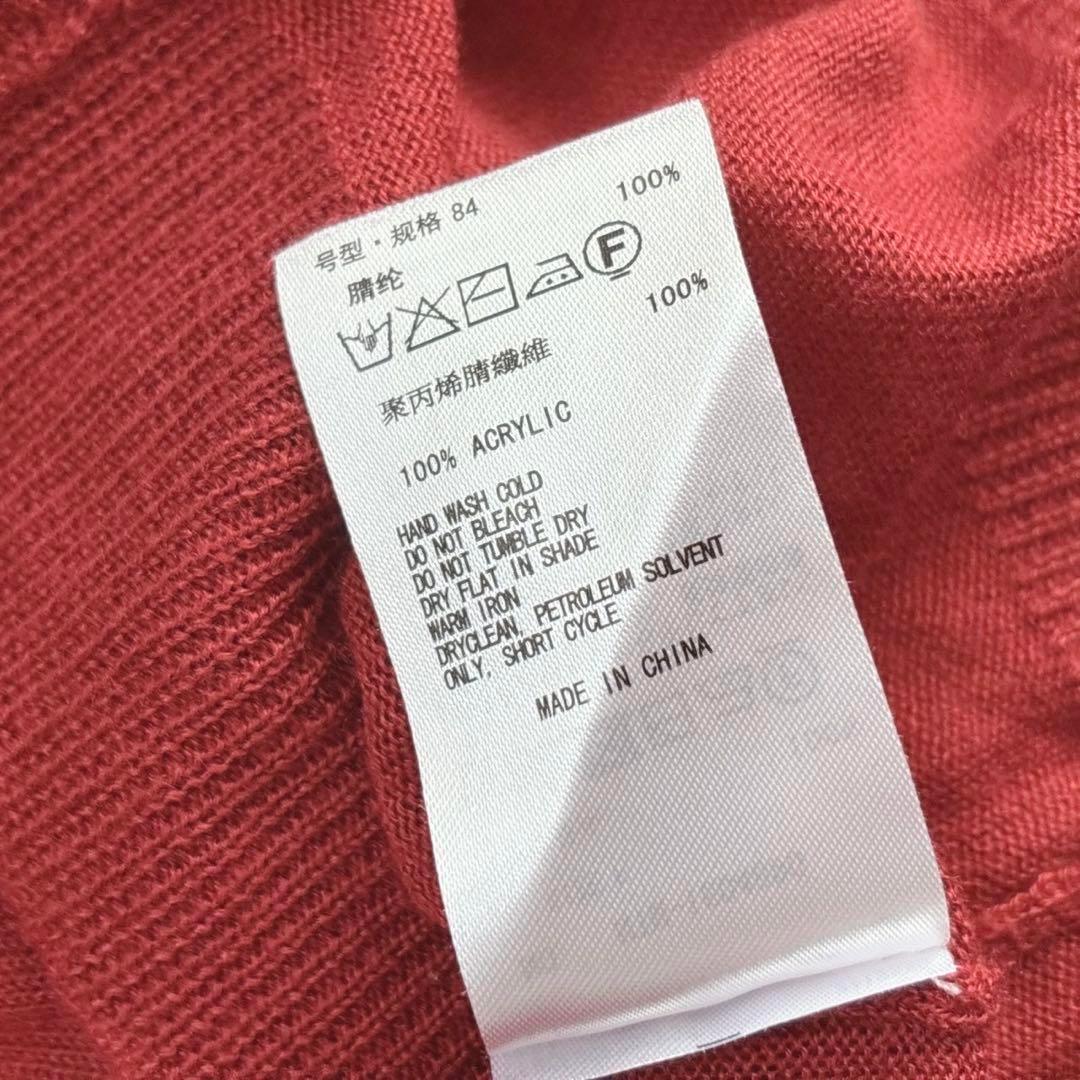 号型·规格 84
腈纶 100%
F
聚丙烯腈纖維 100%
100% ACRYLIC
HAND WASH COLD
DO NOT BLEACH
DO NOT TUMBLE DRY
DRY FLAT IN SHADE
WARM IRON
DRYCLEAN, PETROLEUM SOLVENT
ONLY, SHORT CYCLE
MADE IN CHINA